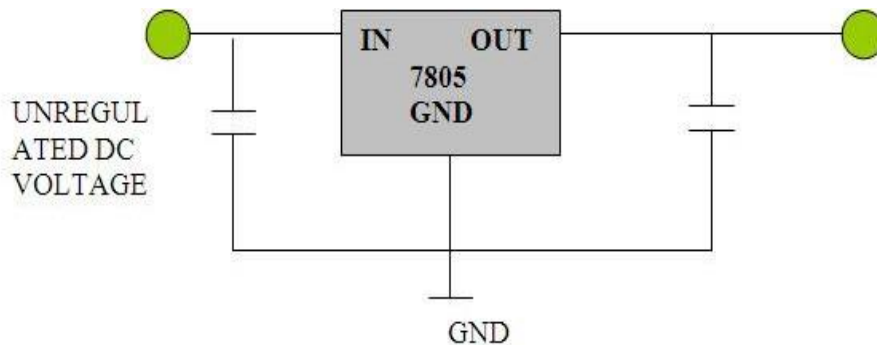 IN OUT
7805
GND
UNREGUL
ATED DC
VOLTAGE
GND